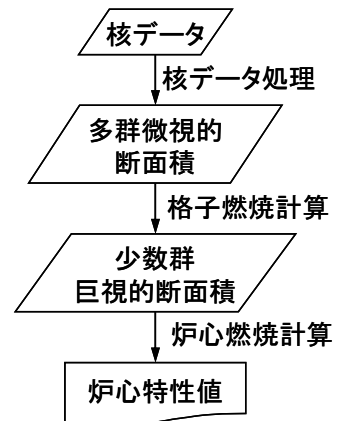 核データ
核データ処理
多群微視的
断面積
格子燃焼計算
少数群
巨視的断面積
炉心燃焼計算
炉心特性値